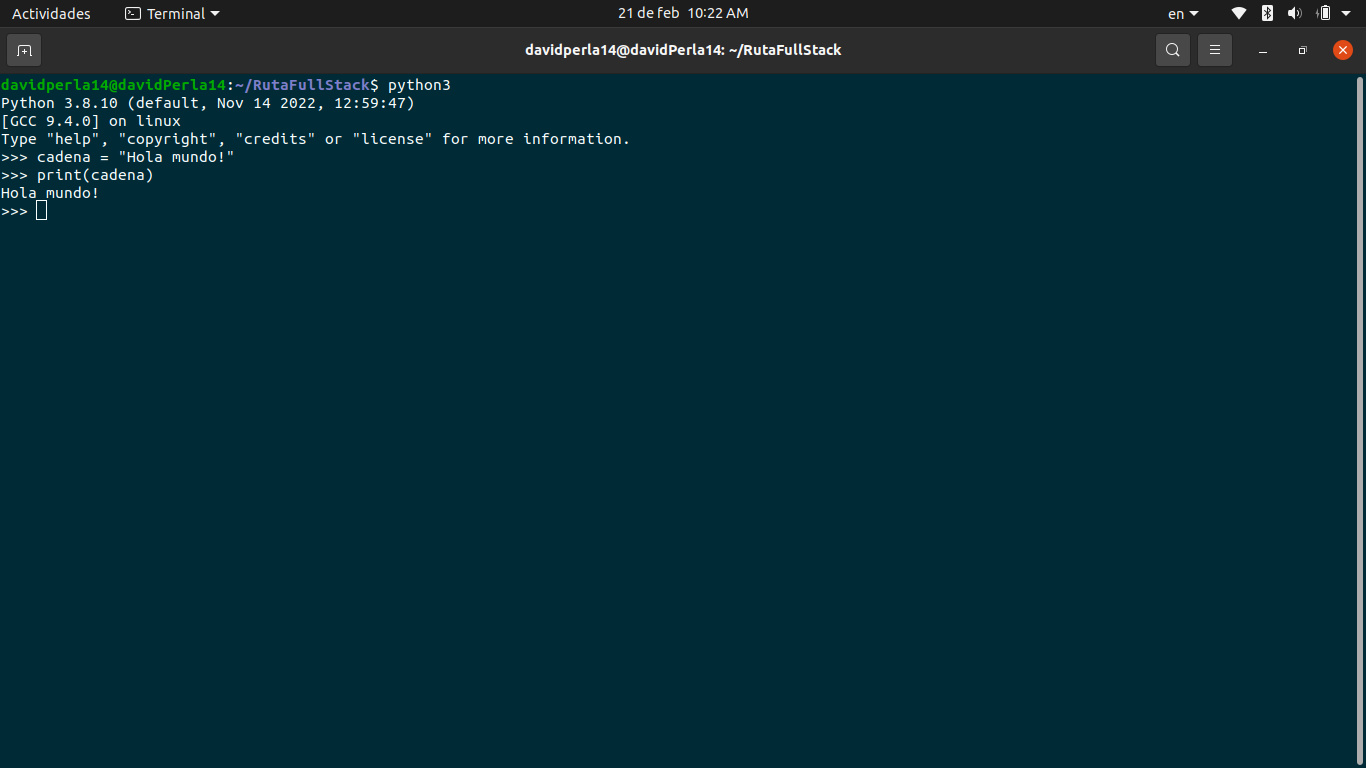 Actividades Terminal 21 de feb 10:22 AM en
davidperla14@davidPerla14: ~/RutaFullStack
davidperla14@davidPerla14:~/RutaFullStack$ python3
Python 3.8.10 (default, Nov 14 2022, 12:59:47)
[GCC 9.4.0] on linux
Type "help", "copyright", "credits" or "license" for more information.
>>> cadena = "Hola mundo!"
>>> print(cadena)
Hola mundo!
>>>